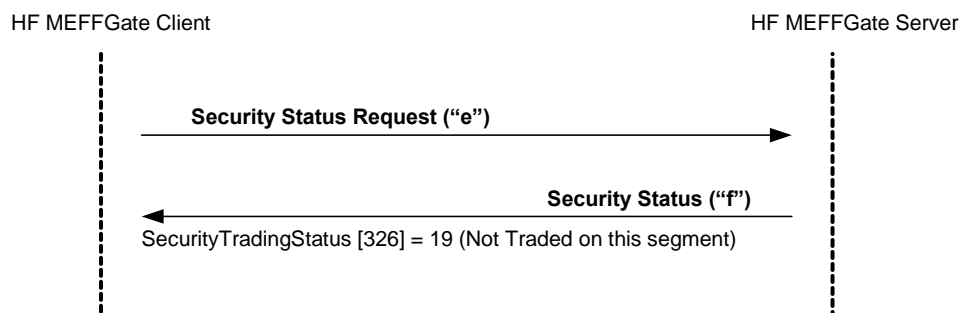 HF MEFFGate Client
HF MEFFGate Server
Security Status Request (“e”)
Security Status (“f”)
SecurityTradingStatus [326] = 19 (Not Traded on this segment)